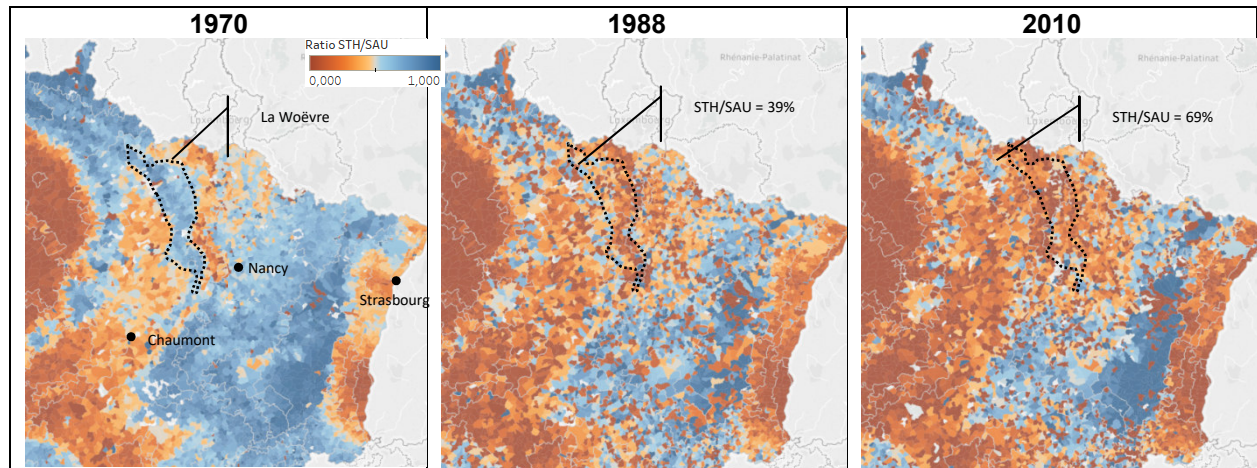 1970
1988
2010
Ratio STH/SAU
0,000
1,000
La Woëvre
Nancy
Strasbourg
Chaumont
Rhénanie-Palatinat
STH/SAU = 39%
Rhénanie-Palatinat
STH/SAU = 69%